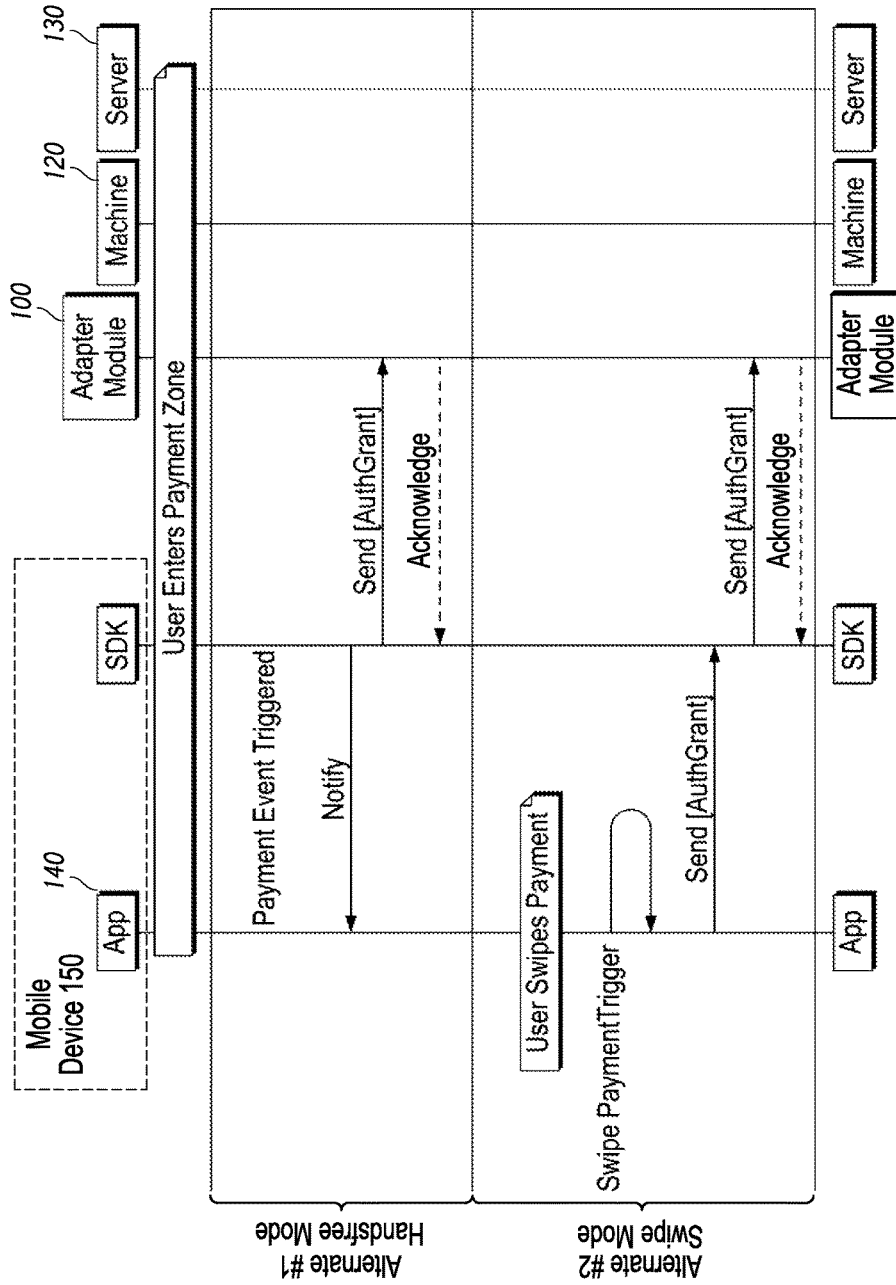 Mobile
Device 150
140
100
120
130
App
SDK
Adapter
Module
Machine
Server
User Enters Payment Zone
Alternate #1
Handsfree Mode
Payment Event Triggered
Notify
Send [AuthGrant]
Acknowledge
Alternate #2
Swipe Mode
User Swipes Payment
Swipe PaymentTrigger
Send [AuthGrant]
Send [AuthGrant]
Acknowledge
App
SDK
Adapter
Module
Machine
Server